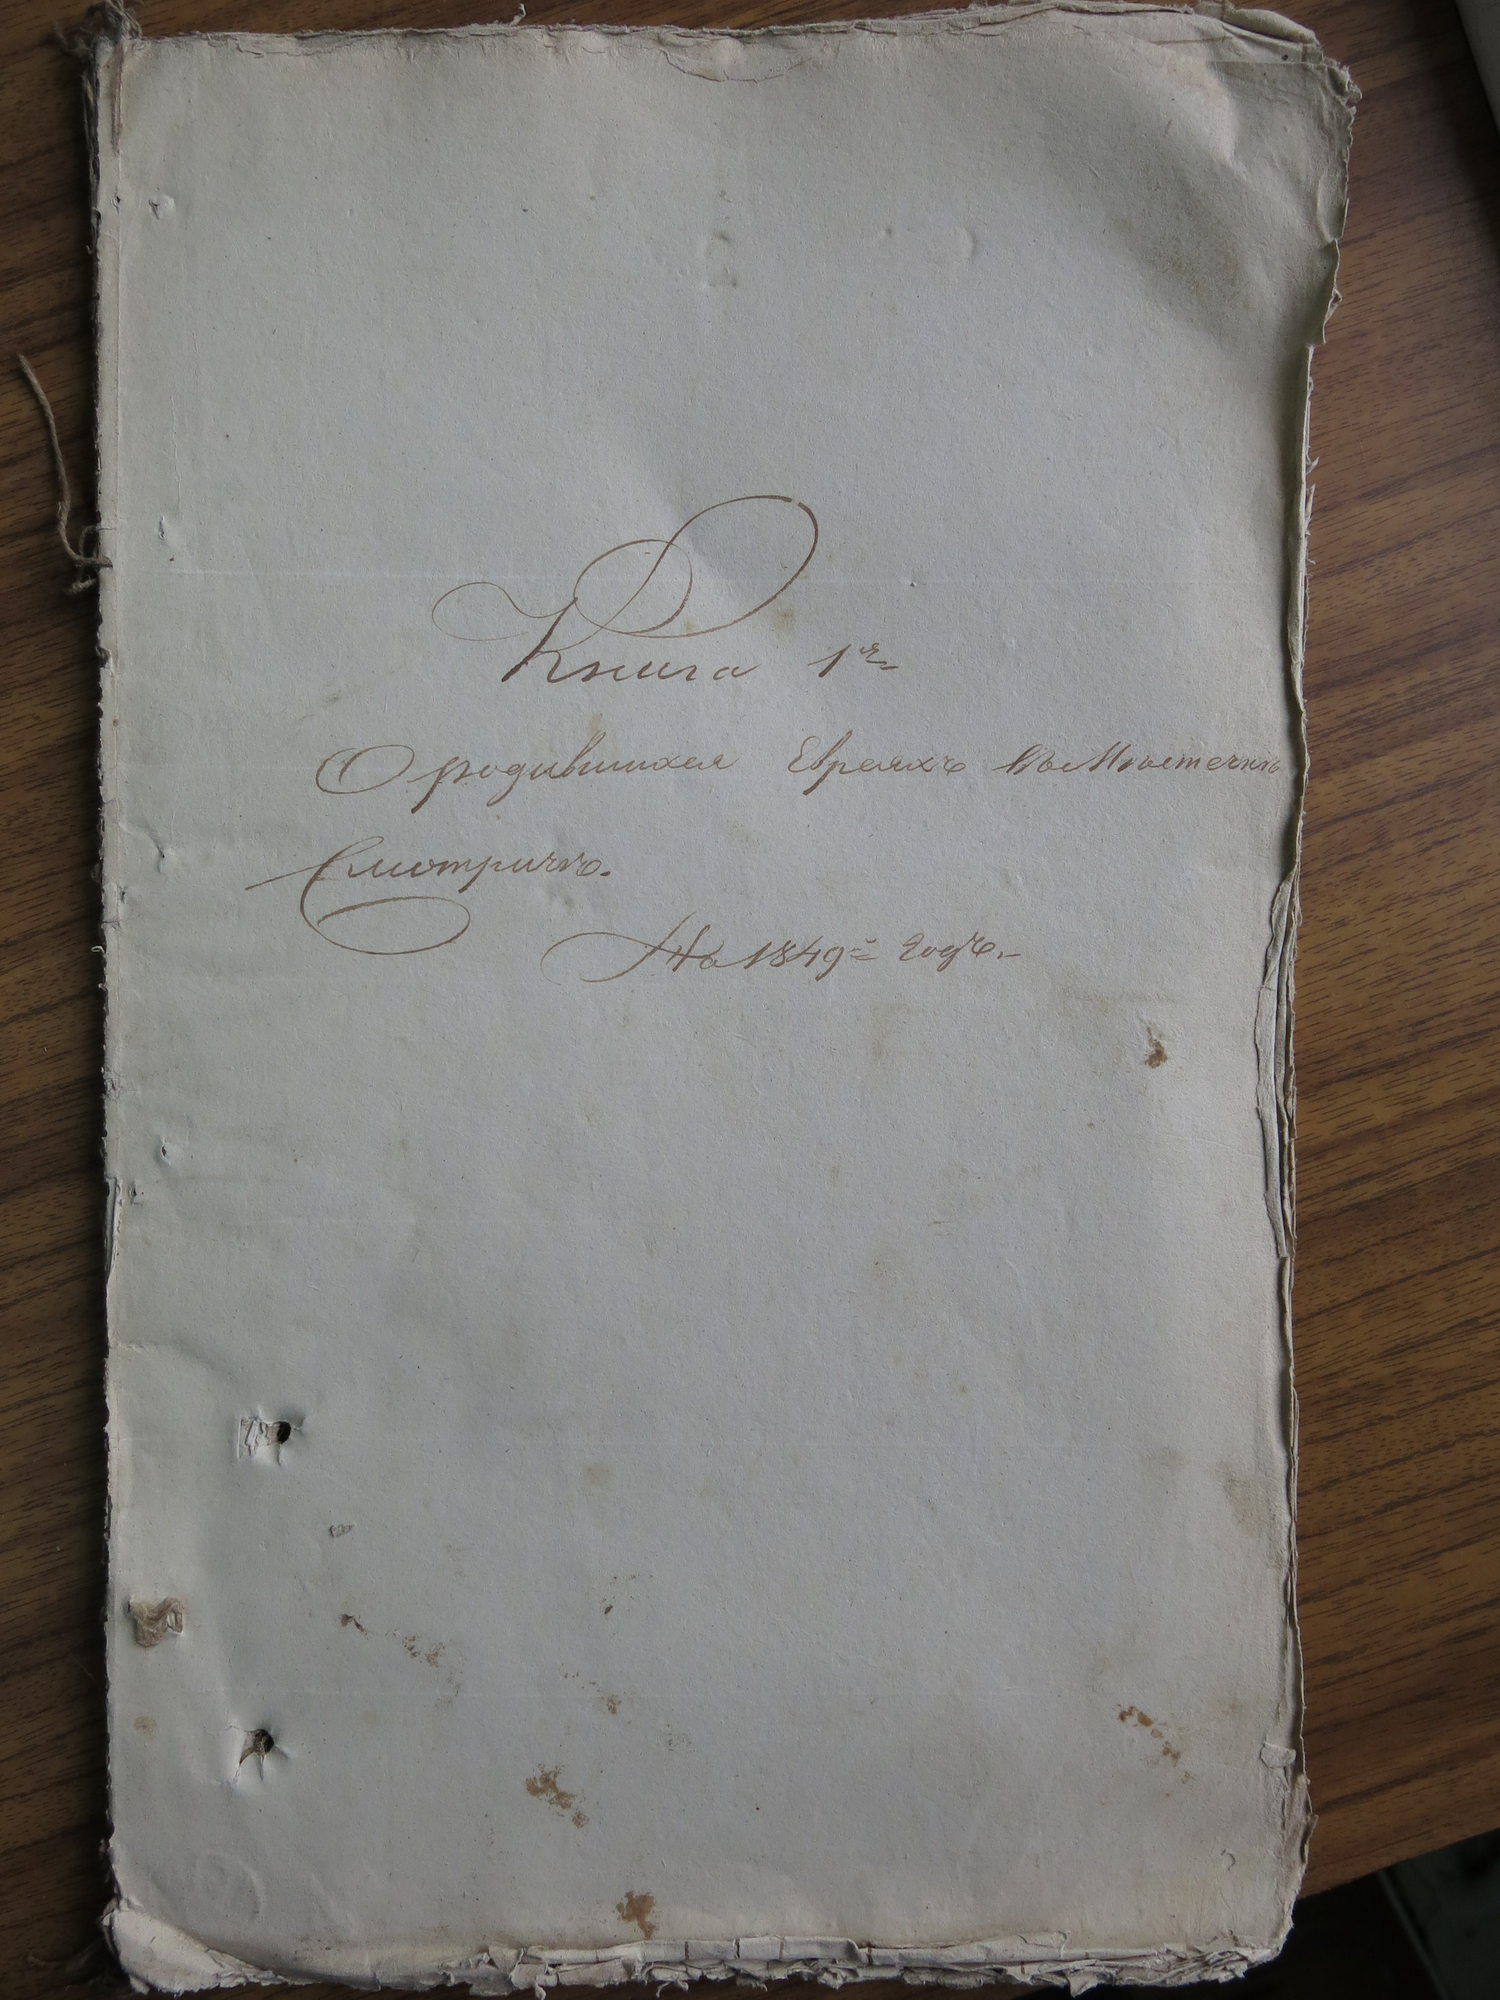 Книга 1я
О родившихся Евреяхъ въ Мѣстечкѣ
Смотричѣ.
На 1849й годъ.